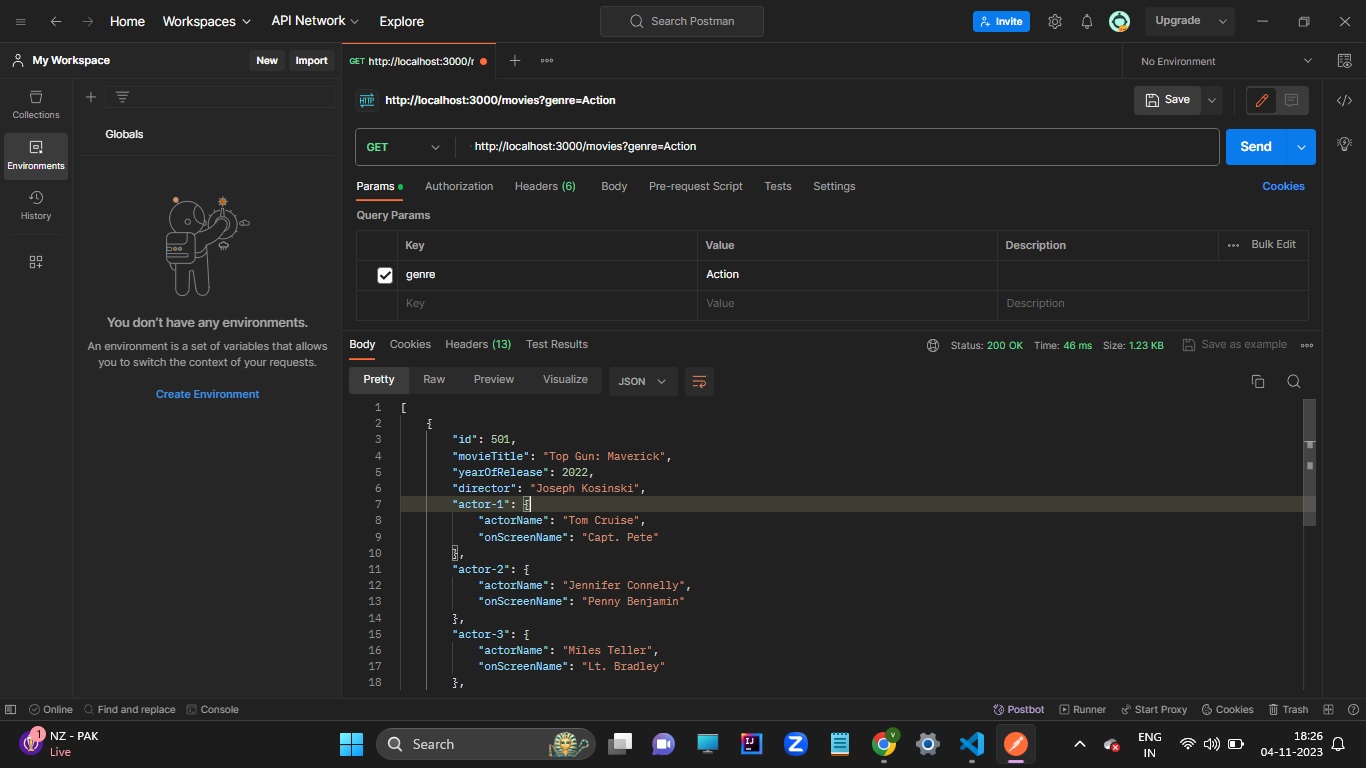 Home Workspaces API Network Explore Search Postman Invite Upgrade
My Workspace New Import GET http://localhost:3000/r No Environment
Collections
Environments
History
Globals
You don't have any environments.
An environment is a set of variables that allows
you to switch the context of your requests.
Create Environment
HTTP http://localhost:3000/movies?genre=Action Save
GET http://localhost:3000/movies?genre=Action Send
Params Authorization Headers (6) Body Pre-request Script Tests Settings Cookies
Query Params
Key Value Description Bulk Edit
genre Action
Key Value Description
Body Cookies Headers (13) Test Results Status: 200 OK Time: 46 ms Size: 1.23 KB Save as example
Pretty Raw Preview Visualize JSON
1 [
2 {
3 "id": 501,
4 "movieTitle": "Top Gun: Maverick",
5 "yearOfRelease": 2022,
6 "director": "Joseph Kosinski",
7 "actor-1": {
8 "actorName": "Tom Cruise",
9 "onScreenName": "Capt. Pete"
10 },
11 "actor-2": {
12 "actorName": "Jennifer Connelly",
13 "onScreenName": "Penny Benjamin"
14 },
15 "actor-3": {
16 "actorName": "Miles Teller",
17 "onScreenName": "Lt. Bradley"
18 },
Online Find and replace Console Postbot Runner Start Proxy Cookies Trash
1 NZ - PAK
Live
Search
V
ENG
IN
18:26
04-11-2023